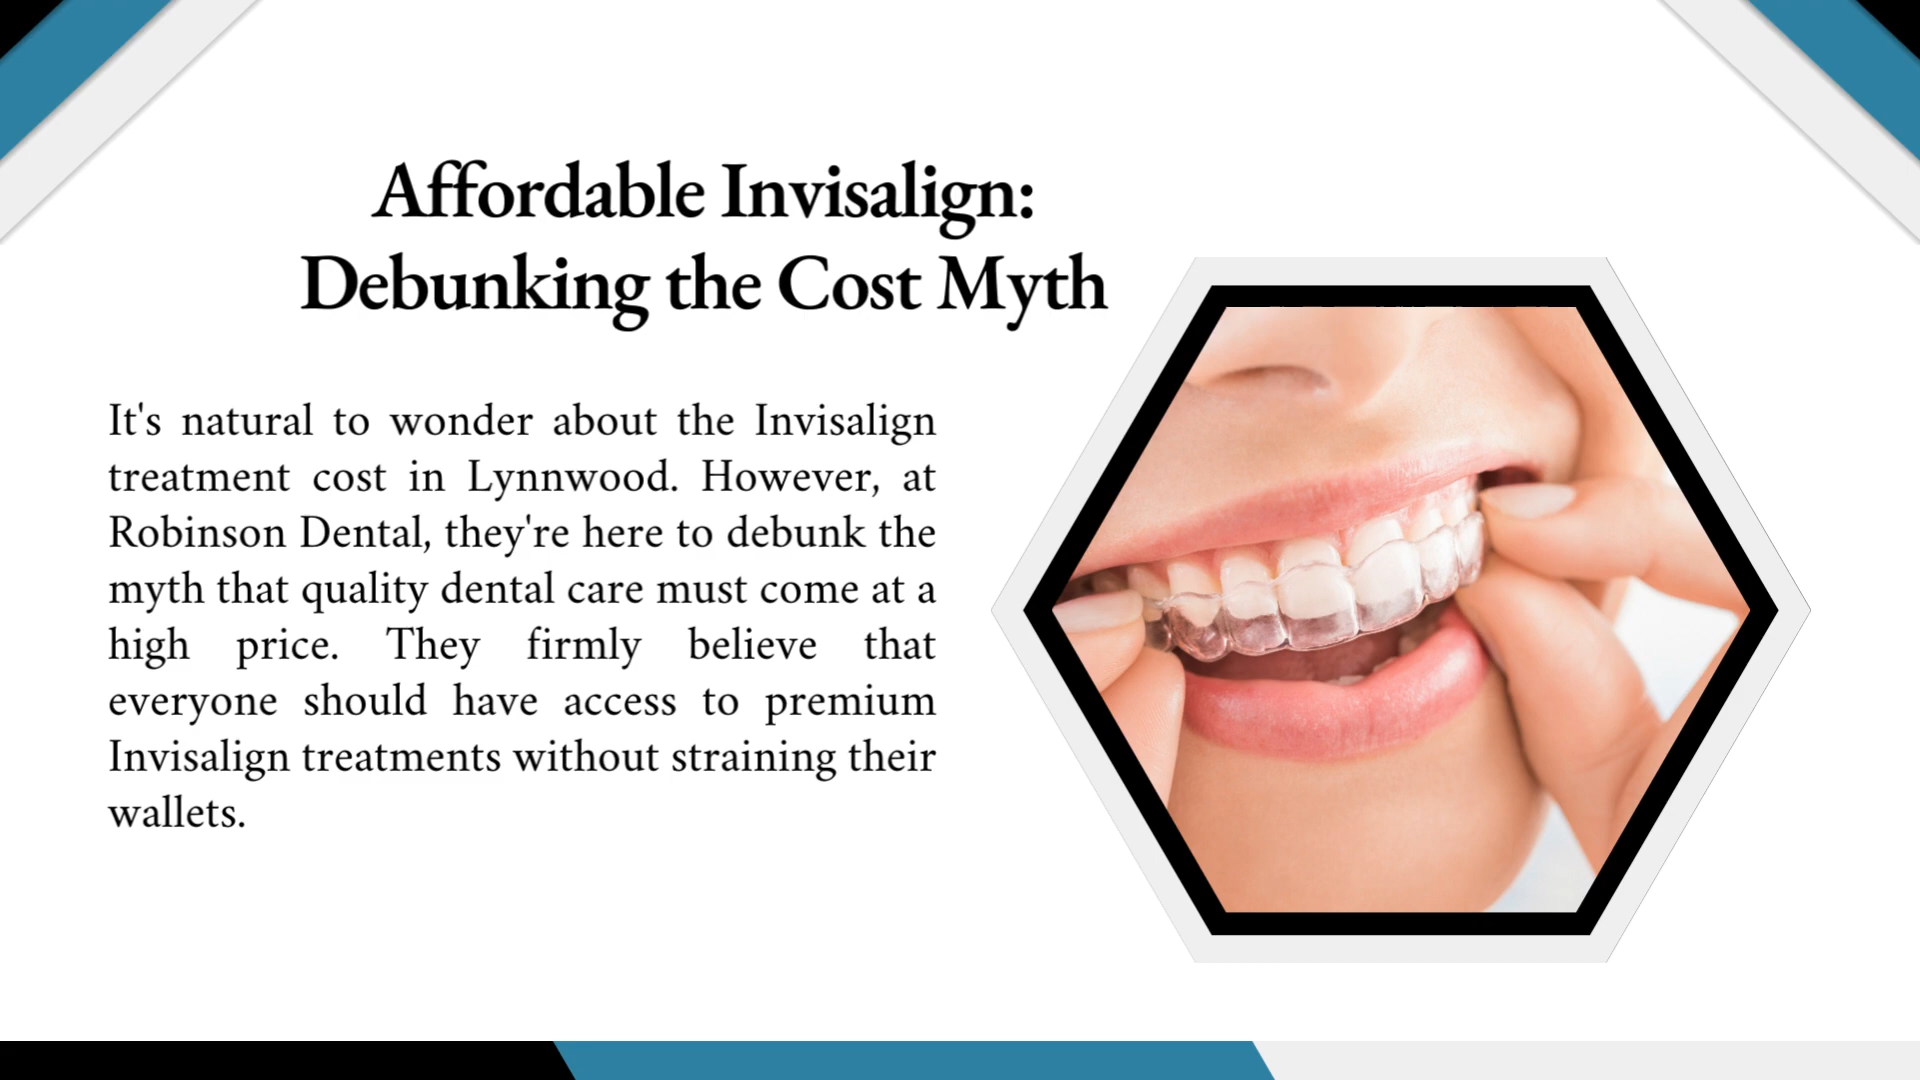 Affordable Invisalign:
Debunking the Cost Myth
It's natural to wonder about the Invisalign
treatment cost in Lynnwood. However, at
Robinson Dental, they're here to debunk the
myth that quality dental care must come at a
high price. They firmly believe that
everyone should have access to premium
Invisalign treatments without straining their
wallets.